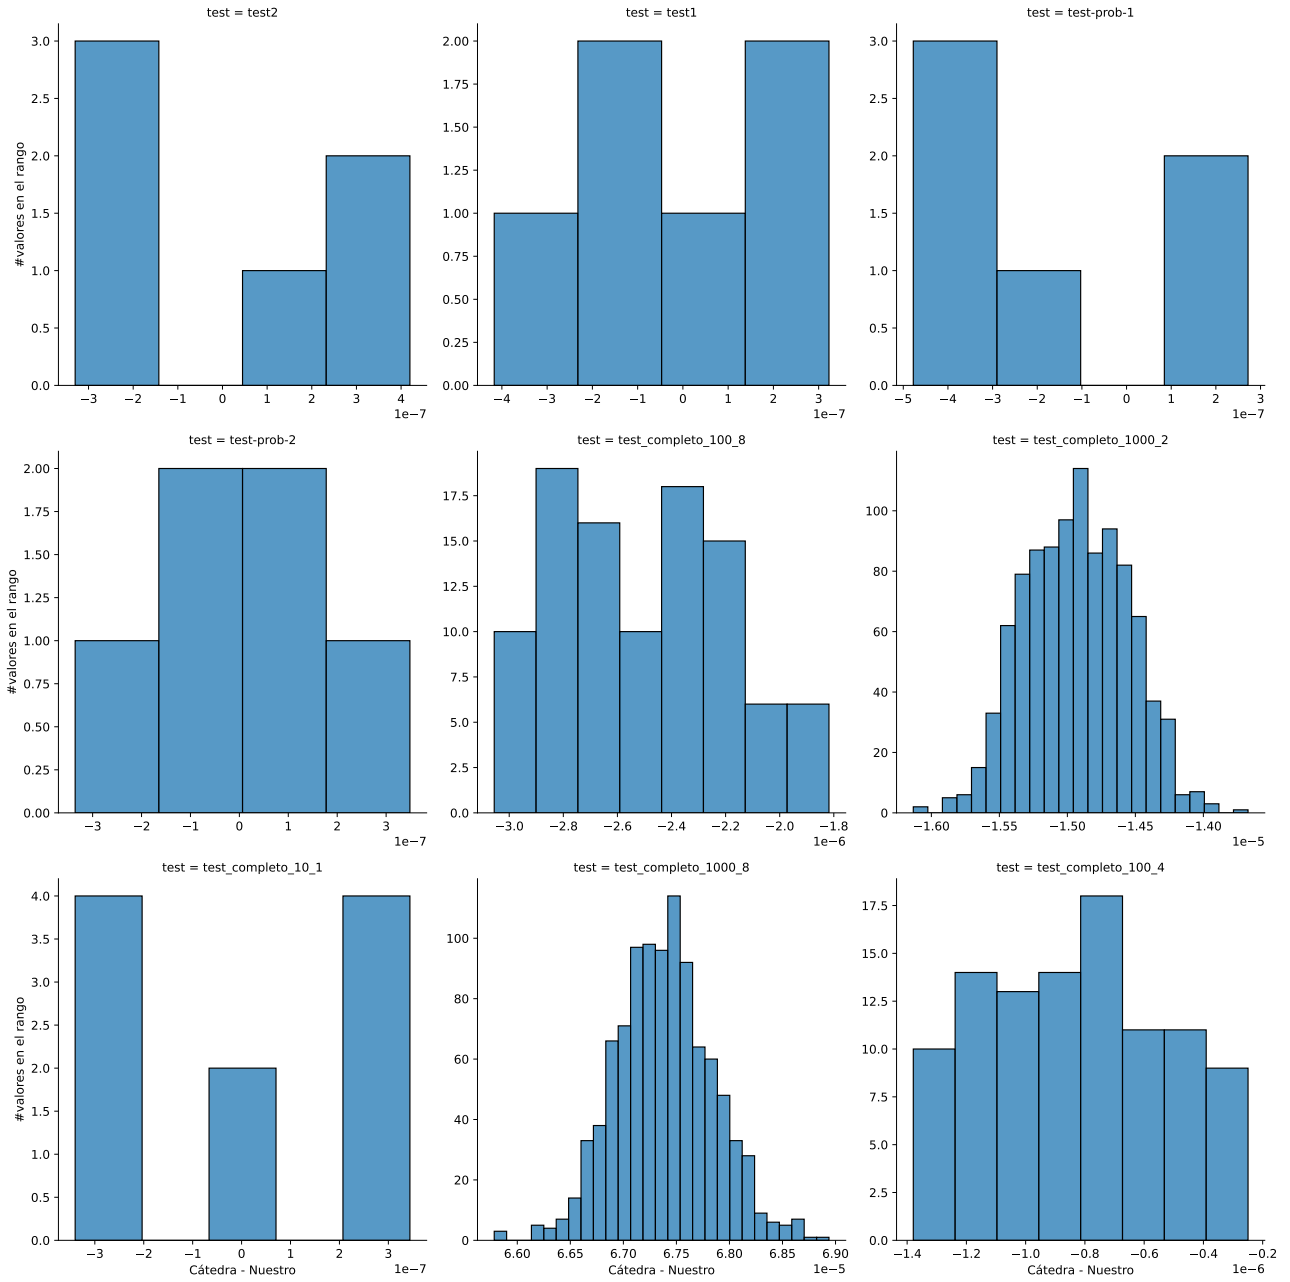 test = test2
3.0
2.5
2.0
1.5
1.0
0.5
0.0
#valores en el rango
−3 −2 −1 0 1 2 3 4
1e−7
test = test1
2.00
1.75
1.50
1.25
1.00
0.75
0.50
0.25
0.00
−4 −3 −2 −1 0 1 2 3
1e−7
test = test-prob-1
3.0
2.5
2.0
1.5
1.0
0.5
0.0
−5 −4 −3 −2 −1 0 1 2 3
1e−7
test = test-prob-2
2.00
1.75
1.50
1.25
1.00
0.75
0.50
0.25
0.00
#valores en el rango
−3 −2 −1 0 1 2 3
1e−7
test = test_completo_100_8
17.5
15.0
12.5
10.0
7.5
5.0
2.5
0.0
−3.0 −2.8 −2.6 −2.4 −2.2 −2.0 −1.8
1e−6
test = test_completo_1000_2
100
80
60
40
20
0
−1.60 −1.55 −1.50 −1.45 −1.40
1e−5
test = test_completo_10_1
4.0
3.5
3.0
2.5
2.0
1.5
1.0
0.5
0.0
#valores en el rango
−3 −2 −1 0 1 2 3
Cátedra - Nuestro
1e−7
test = test_completo_1000_8
100
80
60
40
20
0
6.60 6.65 6.70 6.75 6.80 6.85 6.90
Cátedra - Nuestro
1e−5
test = test_completo_100_4
17.5
15.0
12.5
10.0
7.5
5.0
2.5
0.0
−1.4 −1.2 −1.0 −0.8 −0.6 −0.4 −0.2
Cátedra - Nuestro
1e−6